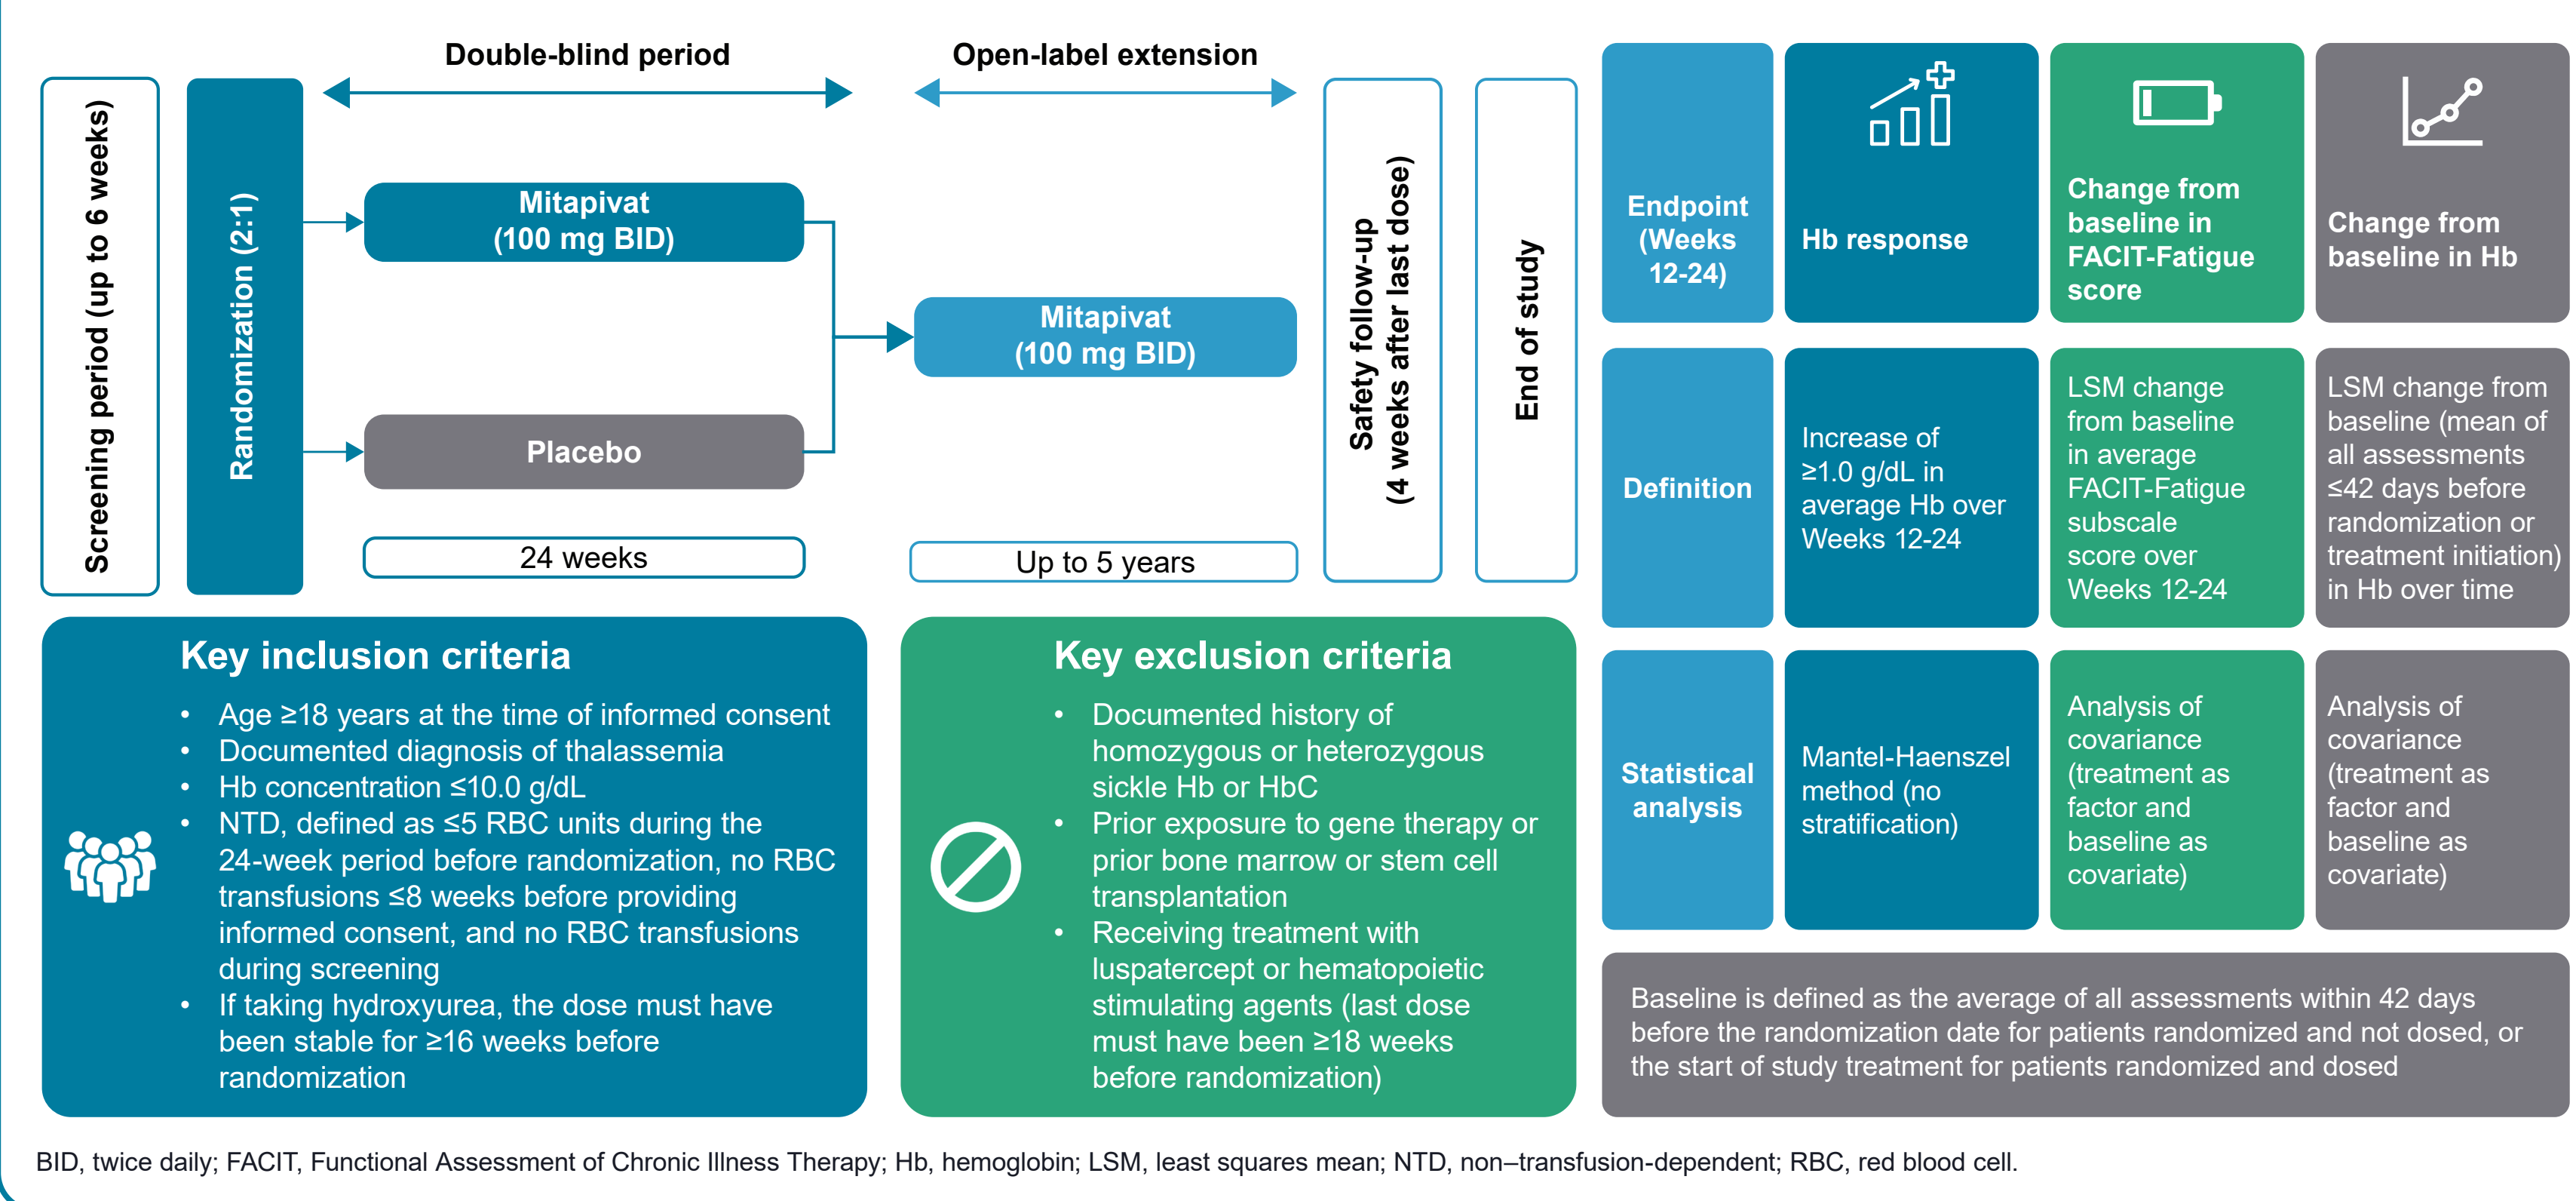 Double-blind period
Open-label extension
Screening period (up to 6 weeks)
Randomization (2:1)
Mitapivat
(100 mg BID)
Placebo
24 weeks
Mitapivat
(100 mg BID)
Up to 5 years
Safety follow-up
(4 weeks after last dose)
End of study
Key inclusion criteria
• Age ≥18 years at the time of informed consent
• Documented diagnosis of thalassemia
• Hb concentration ≤10.0 g/dL
• NTD, defined as ≤5 RBC units during the
24-week period before randomization, no RBC
transfusions ≤8 weeks before providing
informed consent, and no RBC transfusions
during screening
• If taking hydroxyurea, the dose must have
been stable for ≥16 weeks before
randomization
Key exclusion criteria
• Documented history of
homozygous or heterozygous
sickle Hb or HbC
• Prior exposure to gene therapy or
prior bone marrow or stem cell
transplantation
• Receiving treatment with
luspatercept or hematopoietic
stimulating agents (last dose
must have been ≥18 weeks
before randomization)
Endpoint
(Weeks
12-24)
Hb response
Change from
baseline in
FACIT-Fatigue
score
Change from
baseline in Hb
Definition
Increase of
≥1.0 g/dL in
average Hb over
Weeks 12-24
LSM change
from baseline
in average
FACIT-Fatigue
subscale
score over
Weeks 12-24
LSM change from
baseline (mean of
all assessments
≤42 days before
randomization or
treatment initiation)
in Hb over time
Statistical
analysis
Mantel-Haenszel
method (no
stratification)
Analysis of
covariance
(treatment as
factor and
baseline as
covariate)
Analysis of
covariance
(treatment as
factor and
baseline as
covariate)
Baseline is defined as the average of all assessments within 42 days
before the randomization date for patients randomized and not dosed, or
the start of study treatment for patients randomized and dosed
BID, twice daily; FACIT, Functional Assessment of Chronic Illness Therapy; Hb, hemoglobin; LSM, least squares mean; NTD, non–transfusion-dependent; RBC, red blood cell.